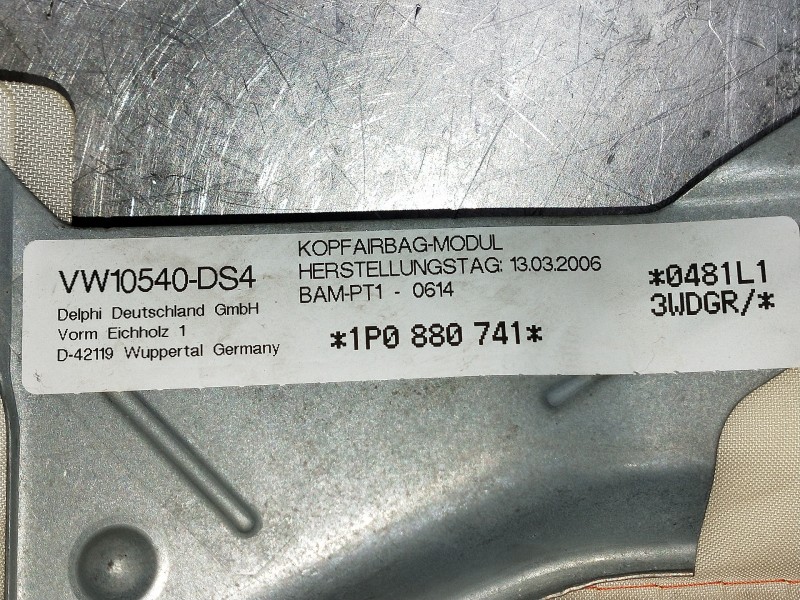 VW10540-DS4
Delphi Deutschland GmbH
Vorm Eichholz 1
D-42119 Wuppertal Germany
KOPFAIRBAG-MODUL
HERSTELLUNGSTAG: 13.03.2006
BAM-PT1 - 0614
*1P0 880 741*
*0481L1
3WDGR/*